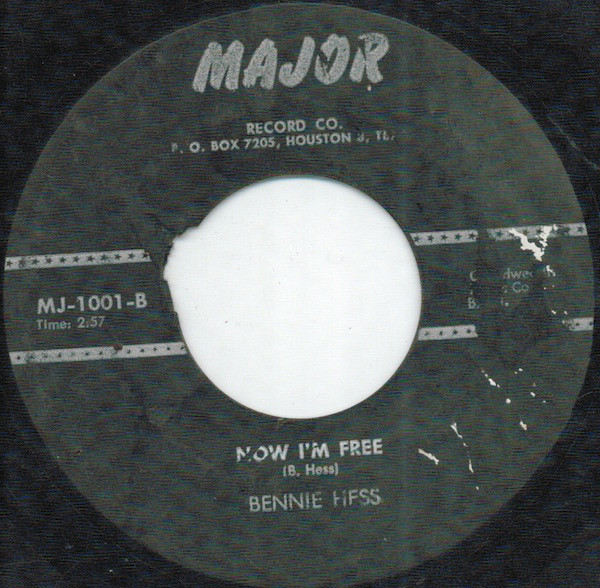 MAJOR
RECORD CO.
P. O. BOX 7205, HOUSTON
MJ-1001-B
Time: 2:57
NOW I'M FREE
(B. Hess)
BENNIE HESS